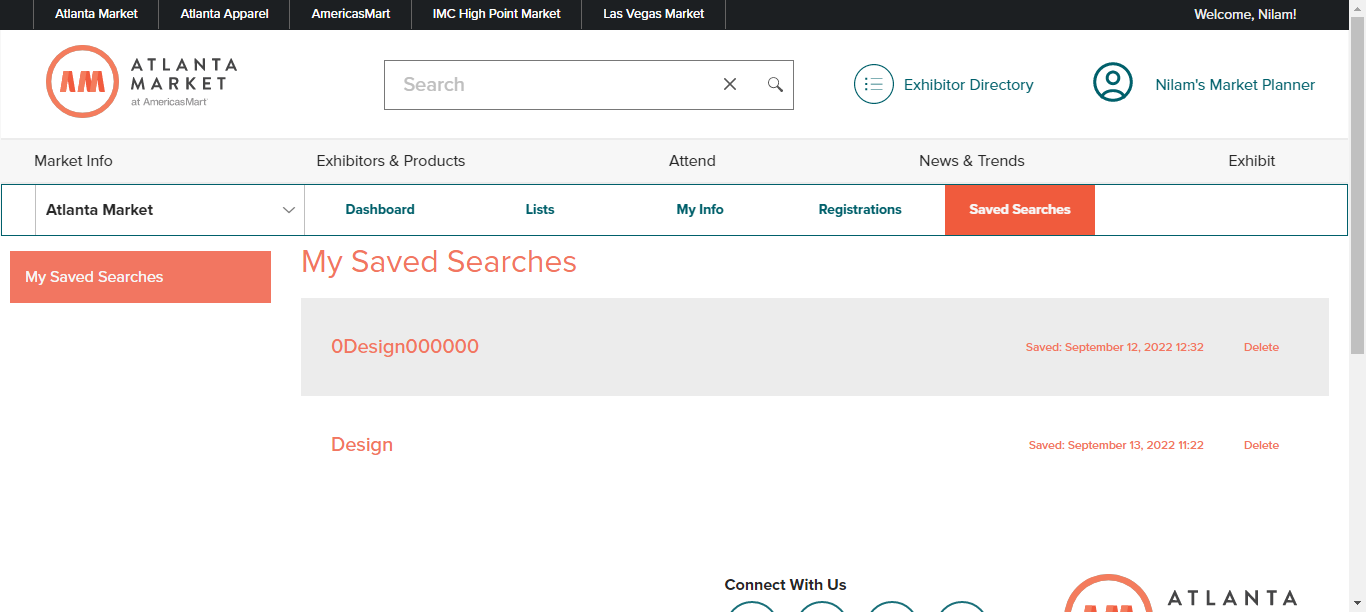 Atlanta Market Atlanta Apparel AmericasMart IMC High Point Market Las Vegas Market Welcome, Nilam!
AM
ATLANTA
MARKET
at AmericasMart
Search
Exhibitor Directory
Nilam's Market Planner
Market Info Exhibitors & Products Attend News & Trends Exhibit
Atlanta Market Dashboard Lists My Info Registrations Saved Searches
My Saved Searches
My Saved Searches
0Design000000 Saved: September 12, 2022 12:32 Delete
Design Saved: September 13, 2022 11:22 Delete
Connect With Us
AM
ATLANTA